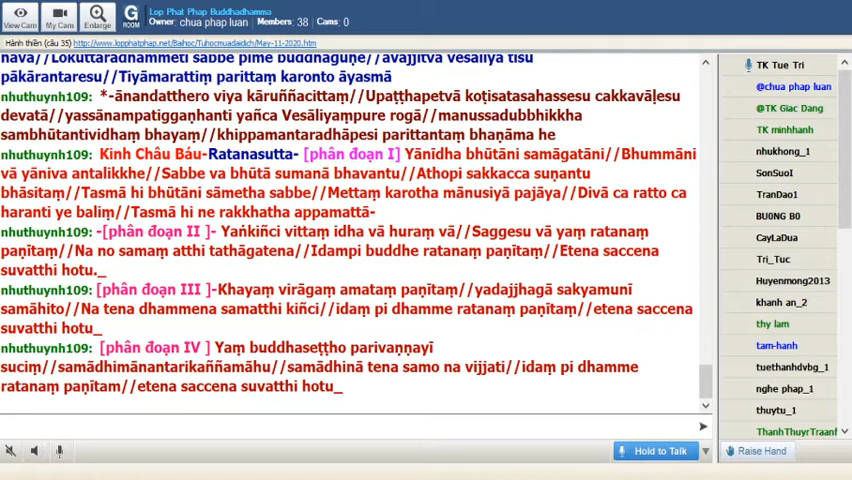 View Cam
My Cam
Enlarge
G
ROOM
Lop Phat Phap Buddhadhamma
Owner: chua phap luan Members: 38 Cams: 0
Hành thiền (câu 35) http://www.lopphatphap.net/Baihoc/Tuhocmuadaidich/May-11-2020.htm
nava//Lokuttaradhammeti sabbe pime buddhaguṇe//āvajjitvā vesāliyā tīsu
pākārantaresu//Tiyāmarattiṃ parittaṃ karonto āyasmā
nhuthuynh109: *-ānandatthero viya kāruññacittaṃ//Upaṭṭhapetvā koṭisatasahassesu cakkavāḷesu
devatā//yassānampatiggaṇhanti yañca Vesāliyaṃpure rogā//manussadubbhikkha
sambhūtantividhaṃ bhayaṃ//khippamantaradhāpesi parittantaṃ bhaṇāma he
nhuthuynh109: Kinh Châu Báu-Ratanasutta- [phân đoạn I] Yānīdha bhūtāni samāgatāni//Bhummāni
vā yāniva antalikkhe//Sabbe va bhūtā sumanā bhavantu//Athopi sakkacca suṇantu
bhāsitaṃ//Tasmā hi bhūtāni sāmetha sabbe//Mettaṃ karotha mānusiyā pajāya//Divā ca ratto ca
haranti ye baliṃ//Tasmā hi ne rakkhatha appamattā-
nhuthuynh109: -[phân đoạn II ]- Yaṅkiñci vittaṃ idha vā huraṃ vā//Saggesu vā yaṃ ratanaṃ
paṇītaṃ//Na no samaṃ atthi tathāgatena//Idampi buddhe ratanaṃ paṇītaṃ//Etena saccena
suvatthi hotu._
nhuthuynh109: [phân đoạn III ]-Khayaṃ virāgaṃ amataṃ paṇītaṃ//yadajjhagā sakyamunī
samāhito//Na tena dhammena samatthi kiñci//idaṃ pi dhamme ratanaṃ paṇītaṃ//etena saccena
suvatthi hotu_
nhuthuynh109: [phân đoạn IV ] Yaṃ buddhaseṭṭho parivaṇṇayī
suciṃ//samādhimānantarikaññamāhu//samādhinā tena samo na vijjati//idaṃ pi dhamme
ratanaṃ paṇītaṃ//etena saccena suvatthi hotu_
Hold to Talk
TK Tue Tri
@chua phap luan
@TK Giac Dang
TK minhhanh
nhukhong_1
SonSuoI
TranDao1
BU0NG B0
CayLaDua
Tri_Tuc
Huyenmong2013
khanh an_2
thy lam
tam-hanh
tuethanhdvbg_1
nghe phap_1
thuytu_1
ThanhThuyrTraanf
Raise Hand